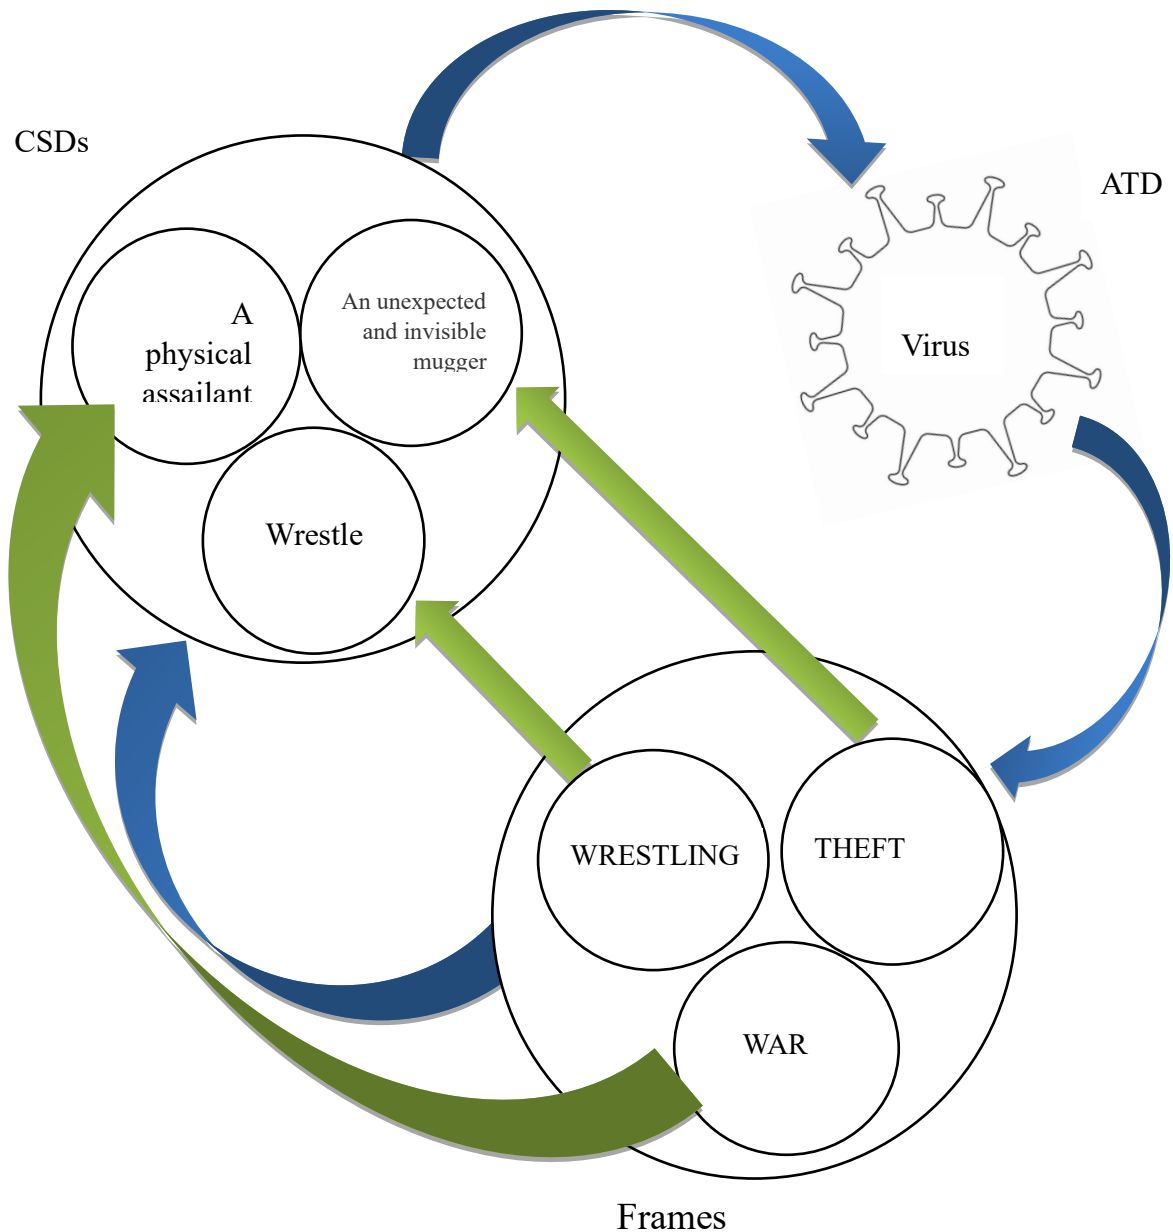 CSDs
ATD
A
physical
assailant
An unexpected
and invisible
mugger
Virus
Wrestle
WRESTLING
THEFT
WAR
Frames